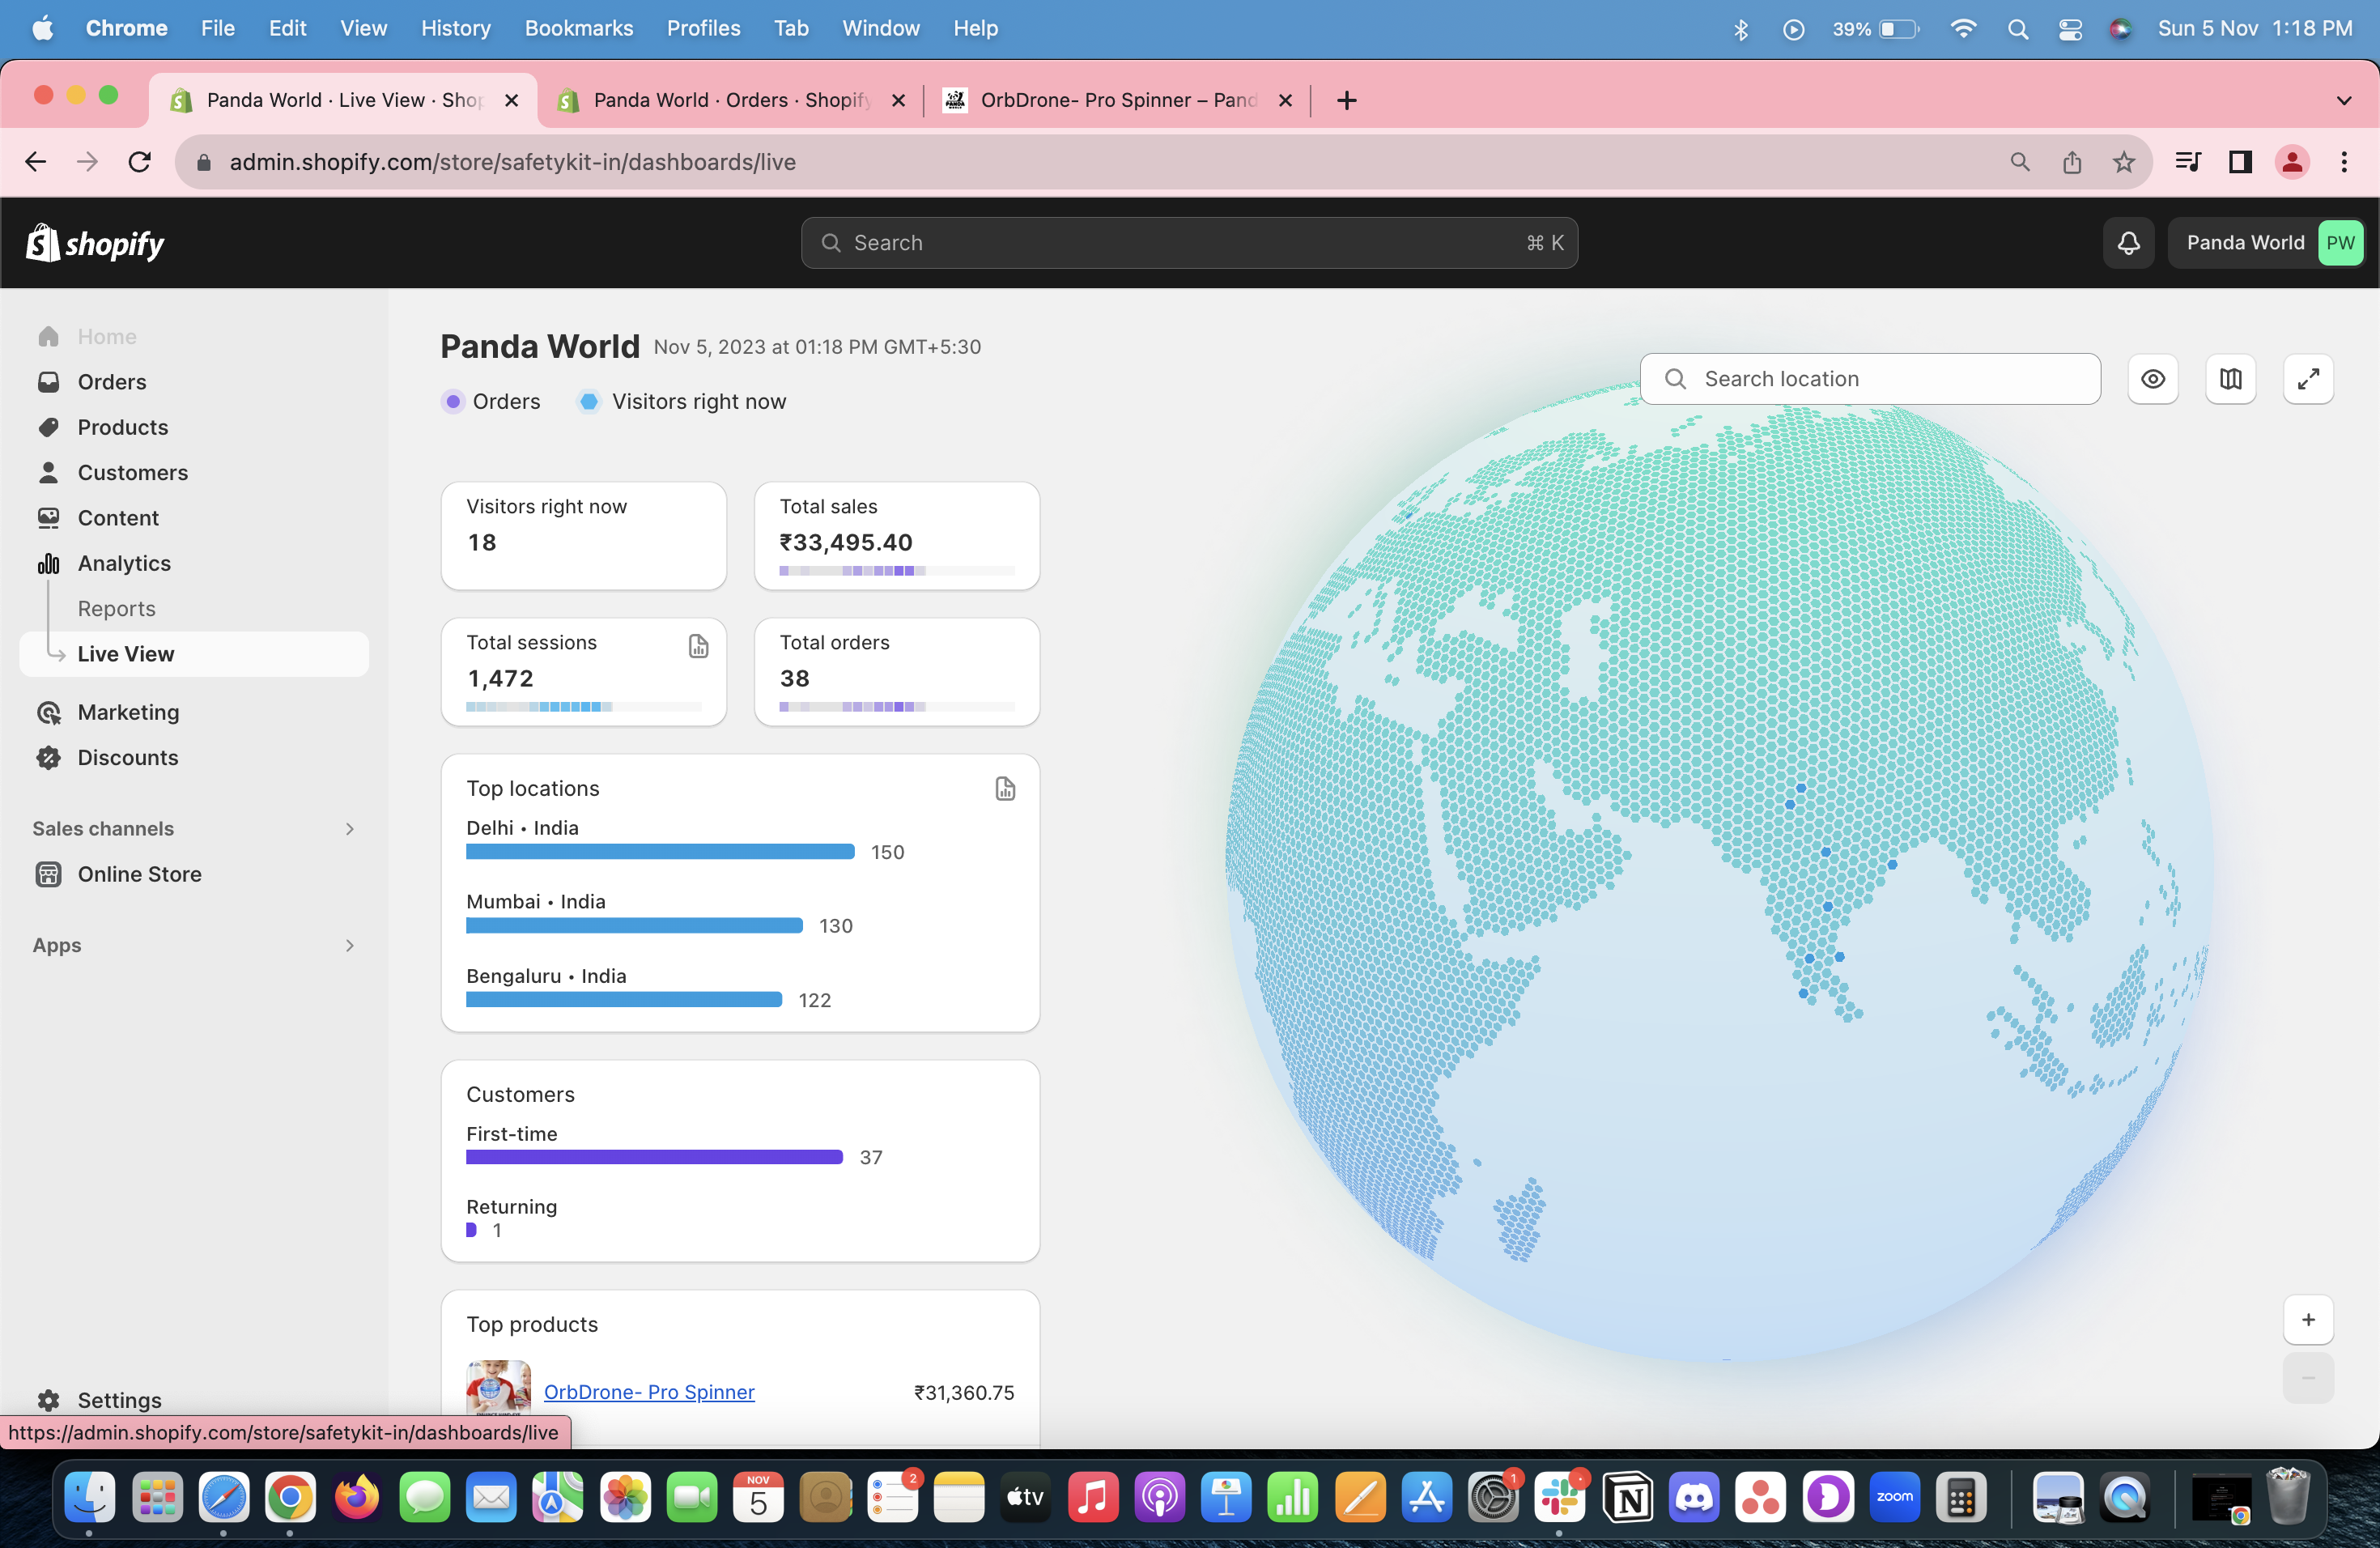 Chrome File Edit View History Bookmarks Profiles Tab Window Help 39% Sun 5 Nov 1:18 PM
Panda World · Live View · Shop Panda World · Orders · Shopify OrbDrone- Pro Spinner – Pand
admin.shopify.com/store/safetykit-in/dashboards/live
shopify Search ⌘ K Panda World PW
Home
Orders
Products
Customers
Content
Analytics
Reports
Live View
Marketing
Discounts
Sales channels
Online Store
Apps
Settings
https://admin.shopify.com/store/safetykit-in/dashboards/live
Panda World Nov 5, 2023 at 01:18 PM GMT+5:30
Orders Visitors right now
Search location
Visitors right now
18
Total sales
₹33,495.40
Total sessions
1,472
Total orders
38
Top locations
Delhi • India
150
Mumbai • India
130
Bengaluru • India
122
Customers
First-time
37
Returning
1
Top products
OrbDrone- Pro Spinner ₹31,360.75
NOV
5
2
tv
1
N
zoom